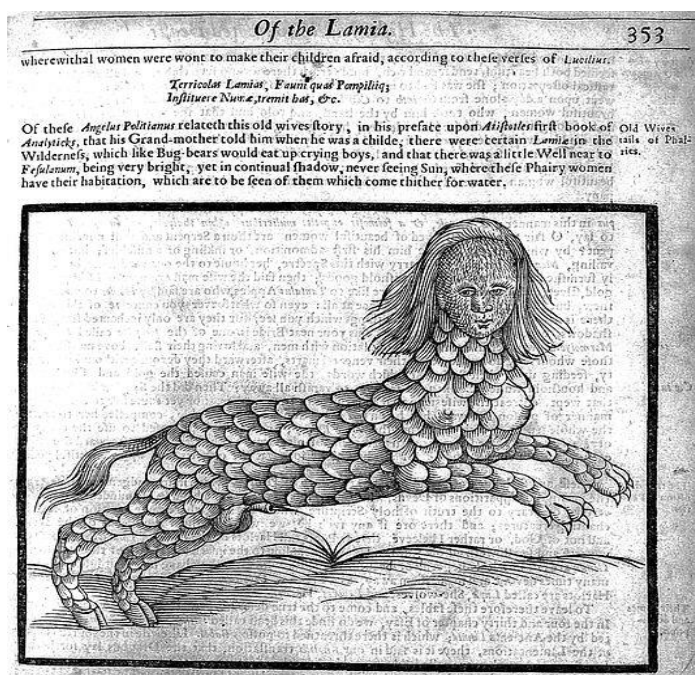 Of the Lamia.
353
wherewithal women were wont to make their children afraid, according to theſe verſes of Lucilius.
Terricolas Lamias, Fauni quas Pompiliiq;
Inſtituere Numæ, tremit has, &c.
Of theſe Angelus Politianus relateth this old wives ſtory, in his preface upon Ariſtotles firſt book of
Analyticks, that his Grand-mother told him when he was a childe, there were certain Lamiæ in the
Wilderneſs, which like Bug-bears would eat up crying boys, and that there was a little Well near to
Feſulanum, being very bright, yet in continual ſhadow, never ſeeing Sun, where theſe Phairy women
have their habitation, which are to be ſeen of them which come thither for water.
Old Wives
tails of Phai-
ries.